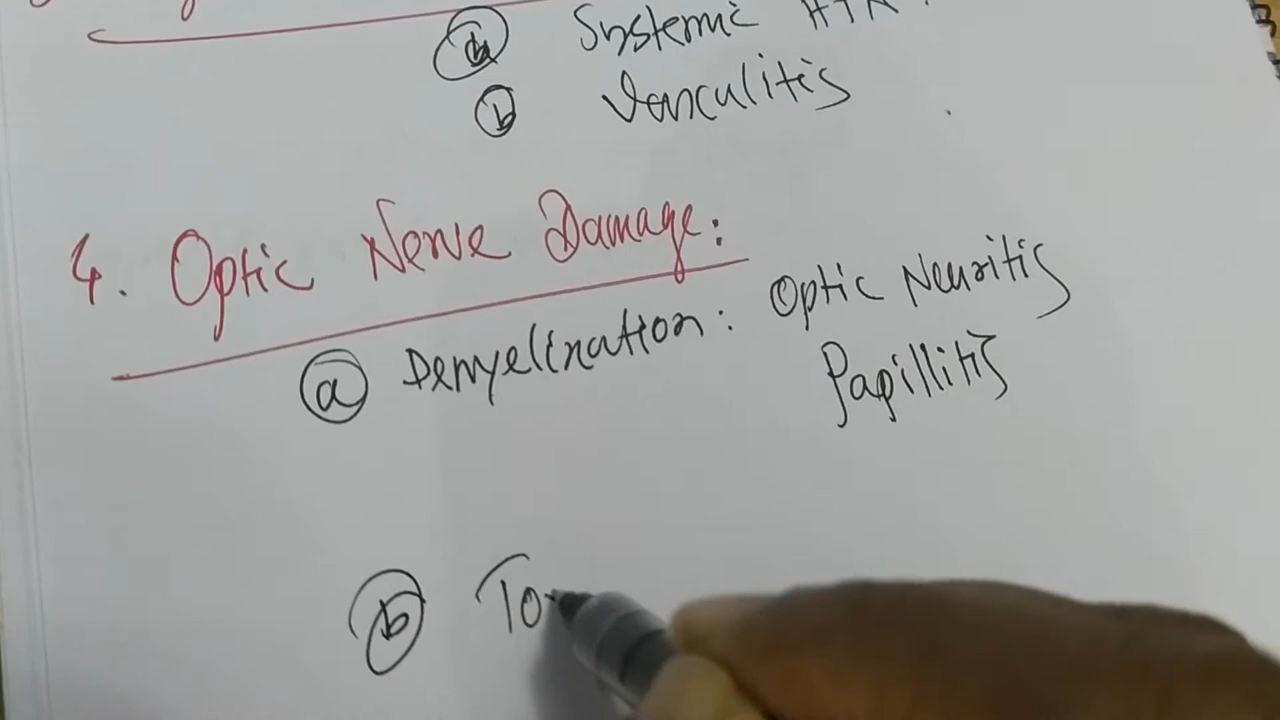 Systemic HTN.
ⓑ Vasculitis
4. Optic Nerve Damage:
ⓐ Demyelination: Optic Neuritis
Papillitis
ⓑ To